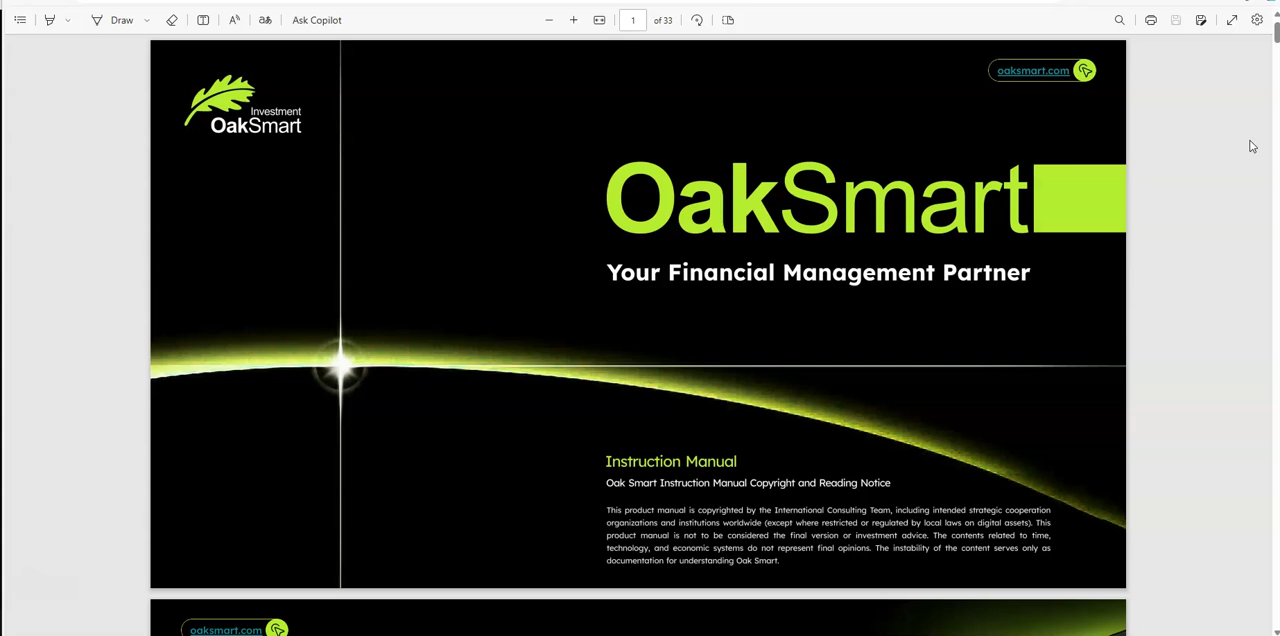 Draw
Ask Copilot
1 of 33
Investment
OakSmart
oaksmart.com
OakSmart
Your Financial Management Partner
Instruction Manual
Oak Smart Instruction Manual Copyright and Reading Notice
This product manual is copyrighted by the International Consulting Team, including intended strategic cooperation
organizations and institutions worldwide (except where restricted or regulated by local laws on digital assets). This
product manual is not to be considered the final version or investment advice. The contents related to time,
technology, and economic systems do not represent final opinions. The instability of the content serves only as
documentation for understanding Oak Smart.
oaksmart.com